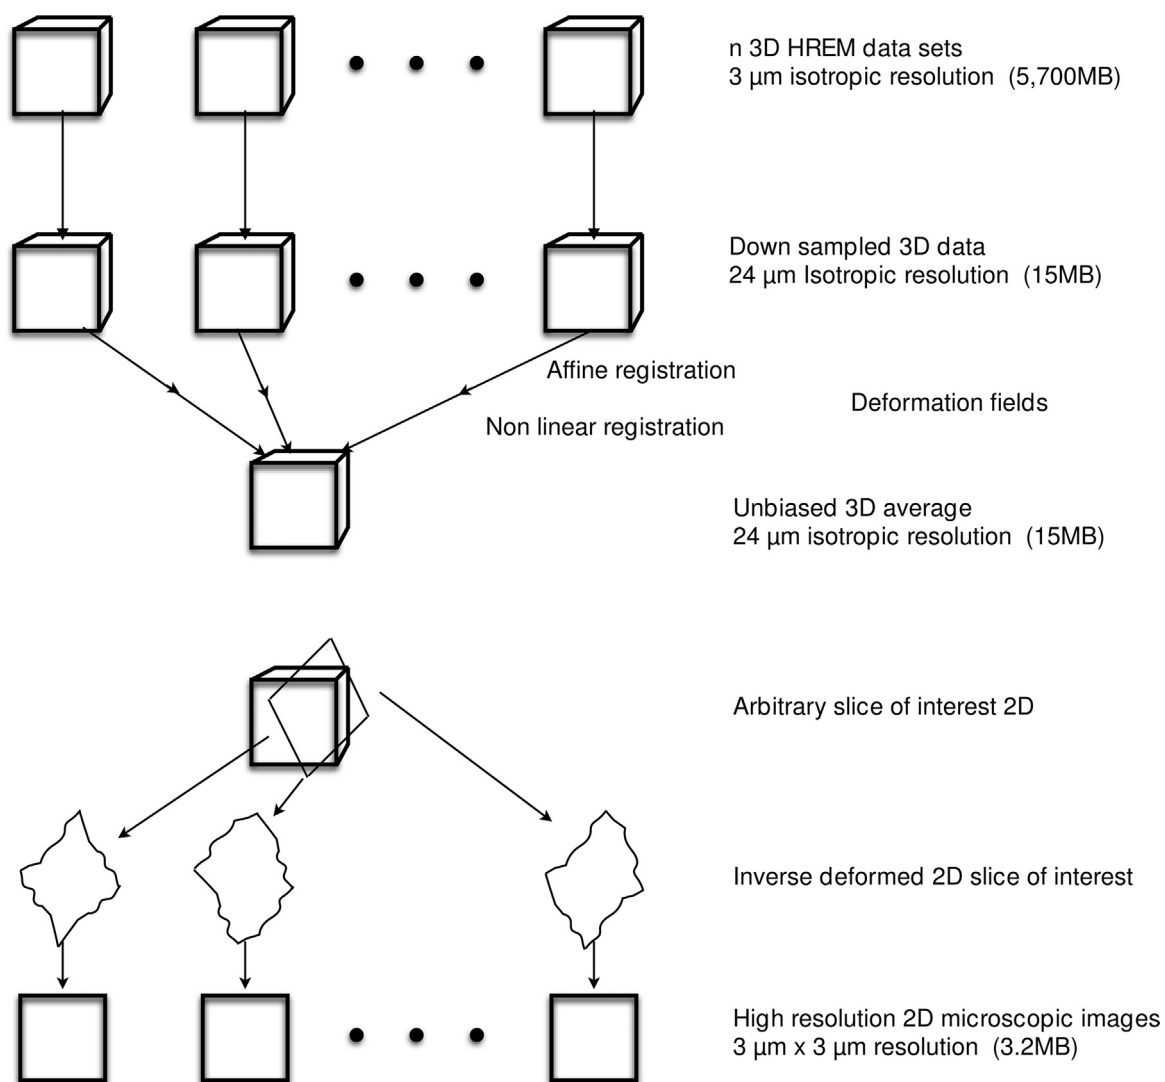 n 3D HREM data sets
3 µm isotropic resolution (5,700MB)
Down sampled 3D data
24 µm Isotropic resolution (15MB)
Affine registration
Deformation fields
Non linear registration
Unbiased 3D average
24 µm isotropic resolution (15MB)
Arbitrary slice of interest 2D
Inverse deformed 2D slice of interest
High resolution 2D microscopic images
3 µm x 3 µm resolution (3.2MB)